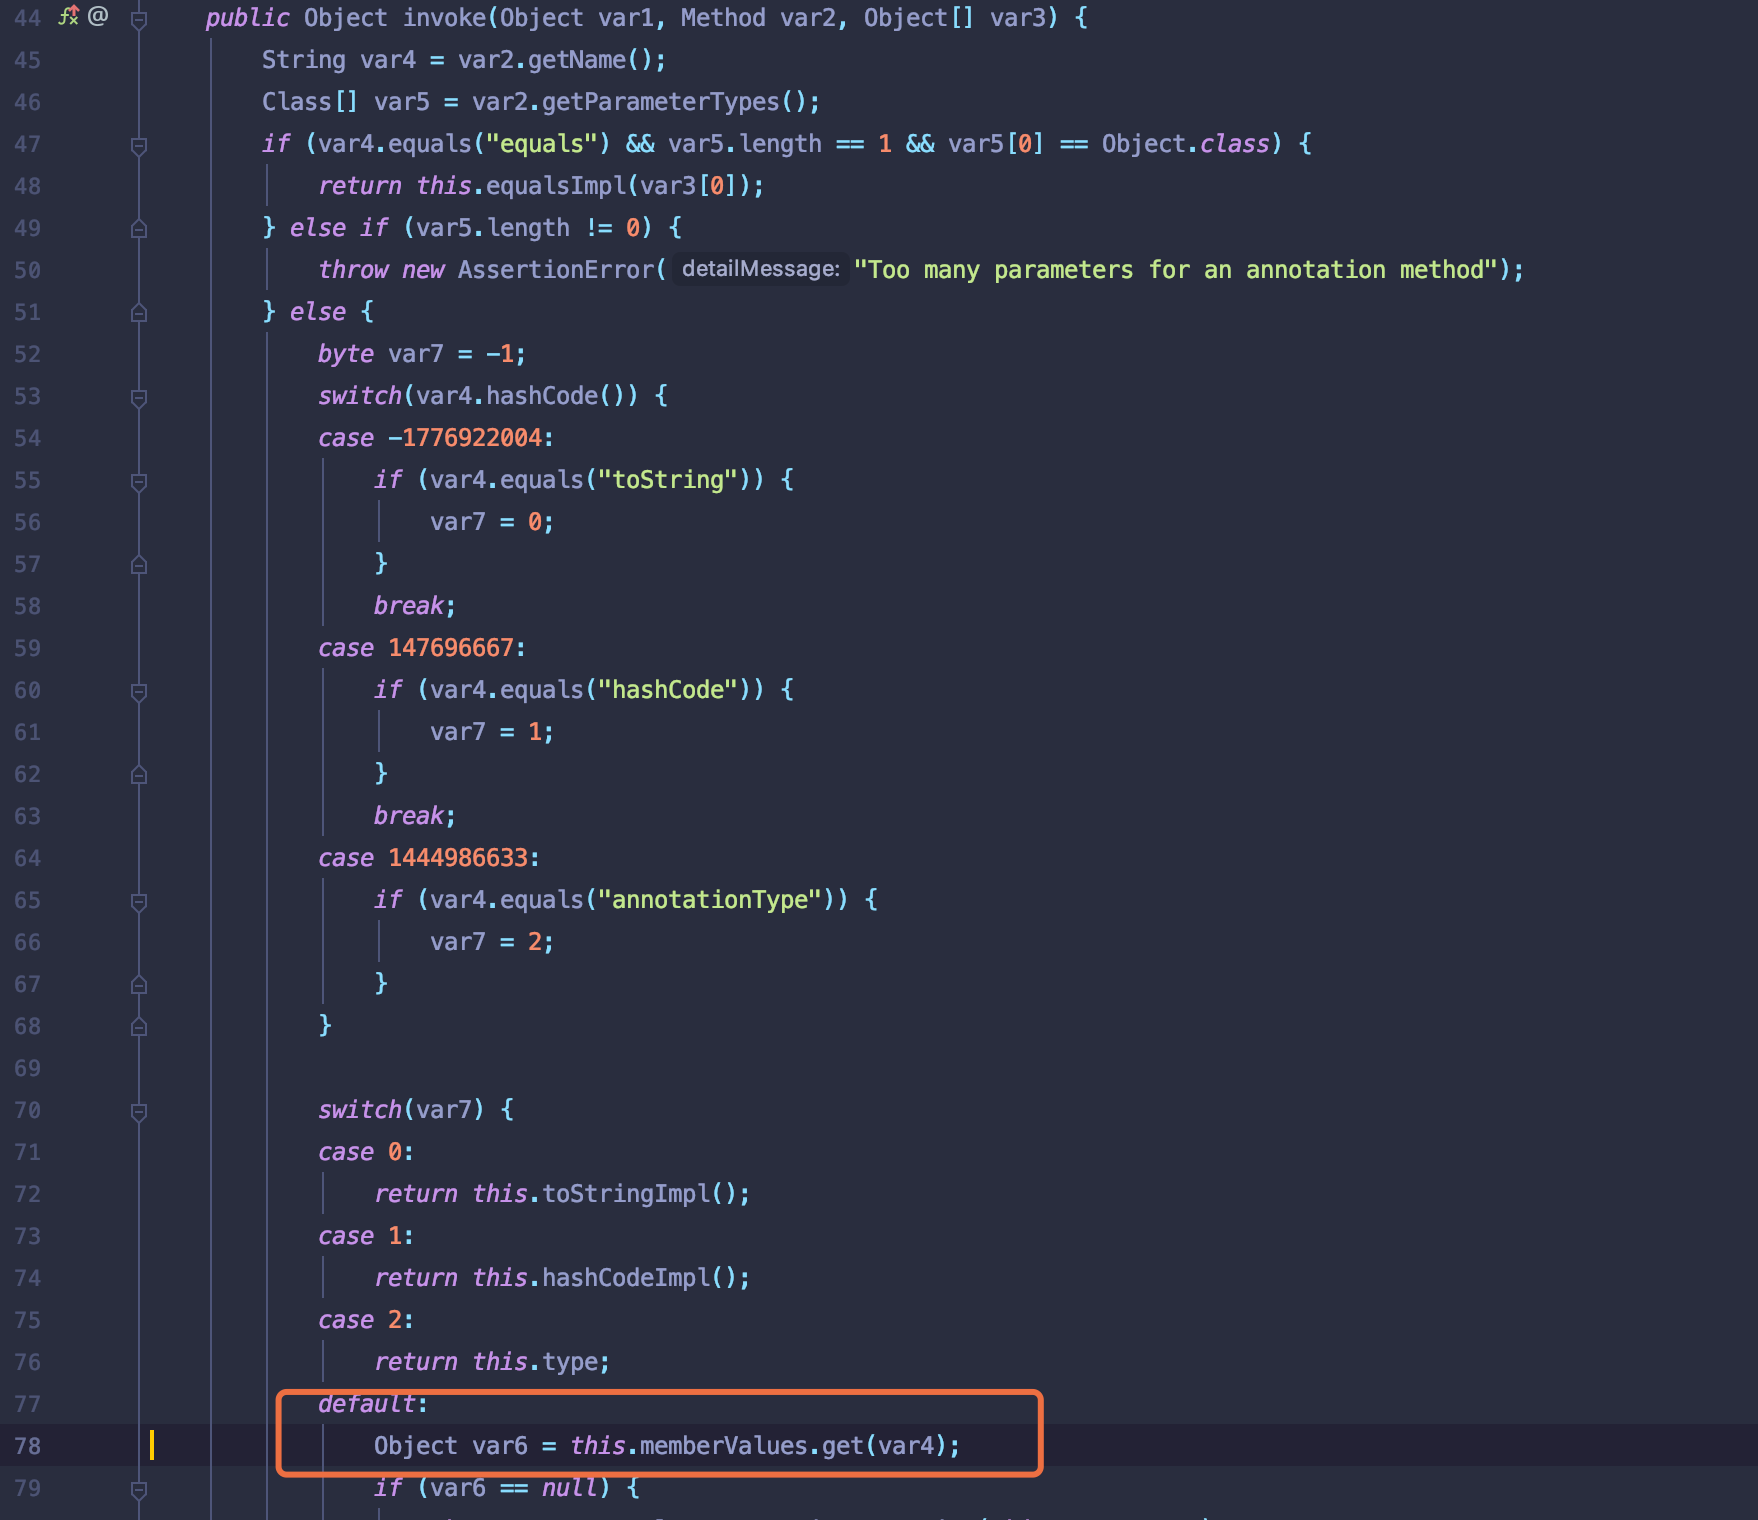 44 public Object invoke(Object var1, Method var2, Object[] var3) {
45 String var4 = var2.getName();
46 Class[] var5 = var2.getParameterTypes();
47 if (var4.equals("equals") && var5.length == 1 && var5[0] == Object.class) {
48 return this.equalsImpl(var3[0]);
49 } else if (var5.length != 0) {
50 throw new AssertionError( detailMessage: "Too many parameters for an annotation method");
51 } else {
52 byte var7 = -1;
53 switch(var4.hashCode()) {
54 case -1776922004:
55 if (var4.equals("toString")) {
56 var7 = 0;
57 }
58 break;
59 case 147696667:
60 if (var4.equals("hashCode")) {
61 var7 = 1;
62 }
63 break;
64 case 1444986633:
65 if (var4.equals("annotationType")) {
66 var7 = 2;
67 }
68 }
69
70 switch(var7) {
71 case 0:
72 return this.toStringImpl();
73 case 1:
74 return this.hashCodeImpl();
75 case 2:
76 return this.type;
77 default:
78 Object var6 = this.memberValues.get(var4);
79 if (var6 == null) {